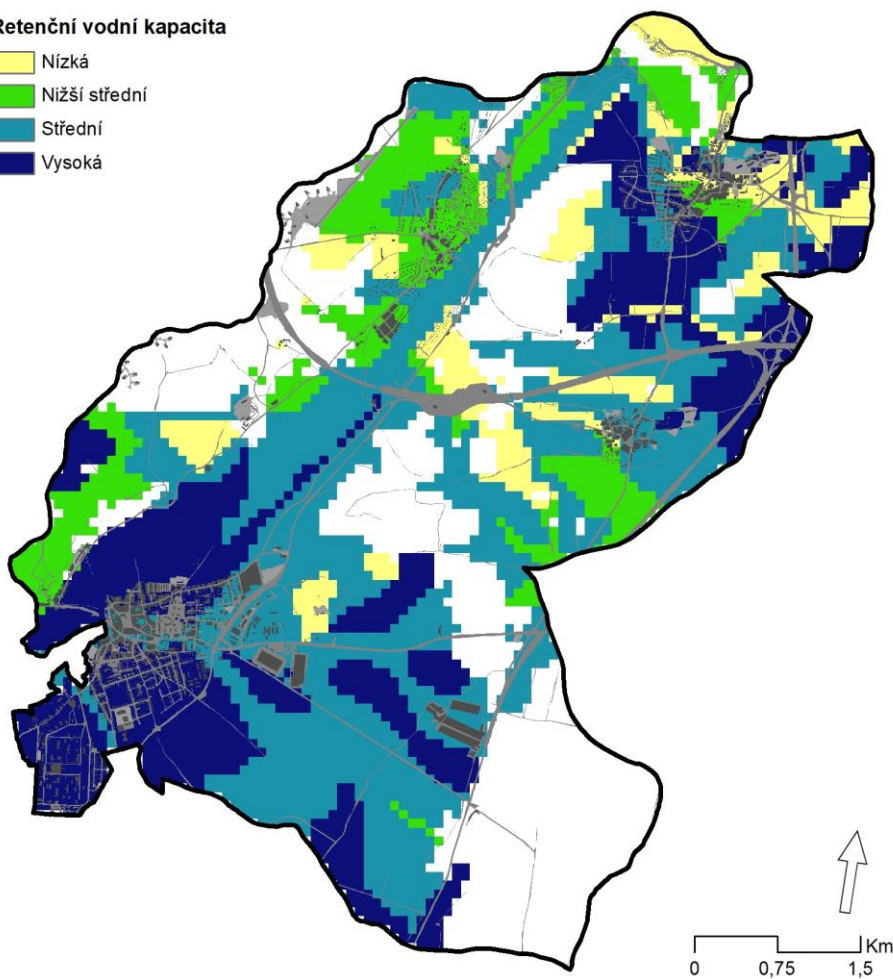 Retenční vodní kapacita
Nízká
Nižší střední
Střední
Vysoká
Km
0 0,75 1,5